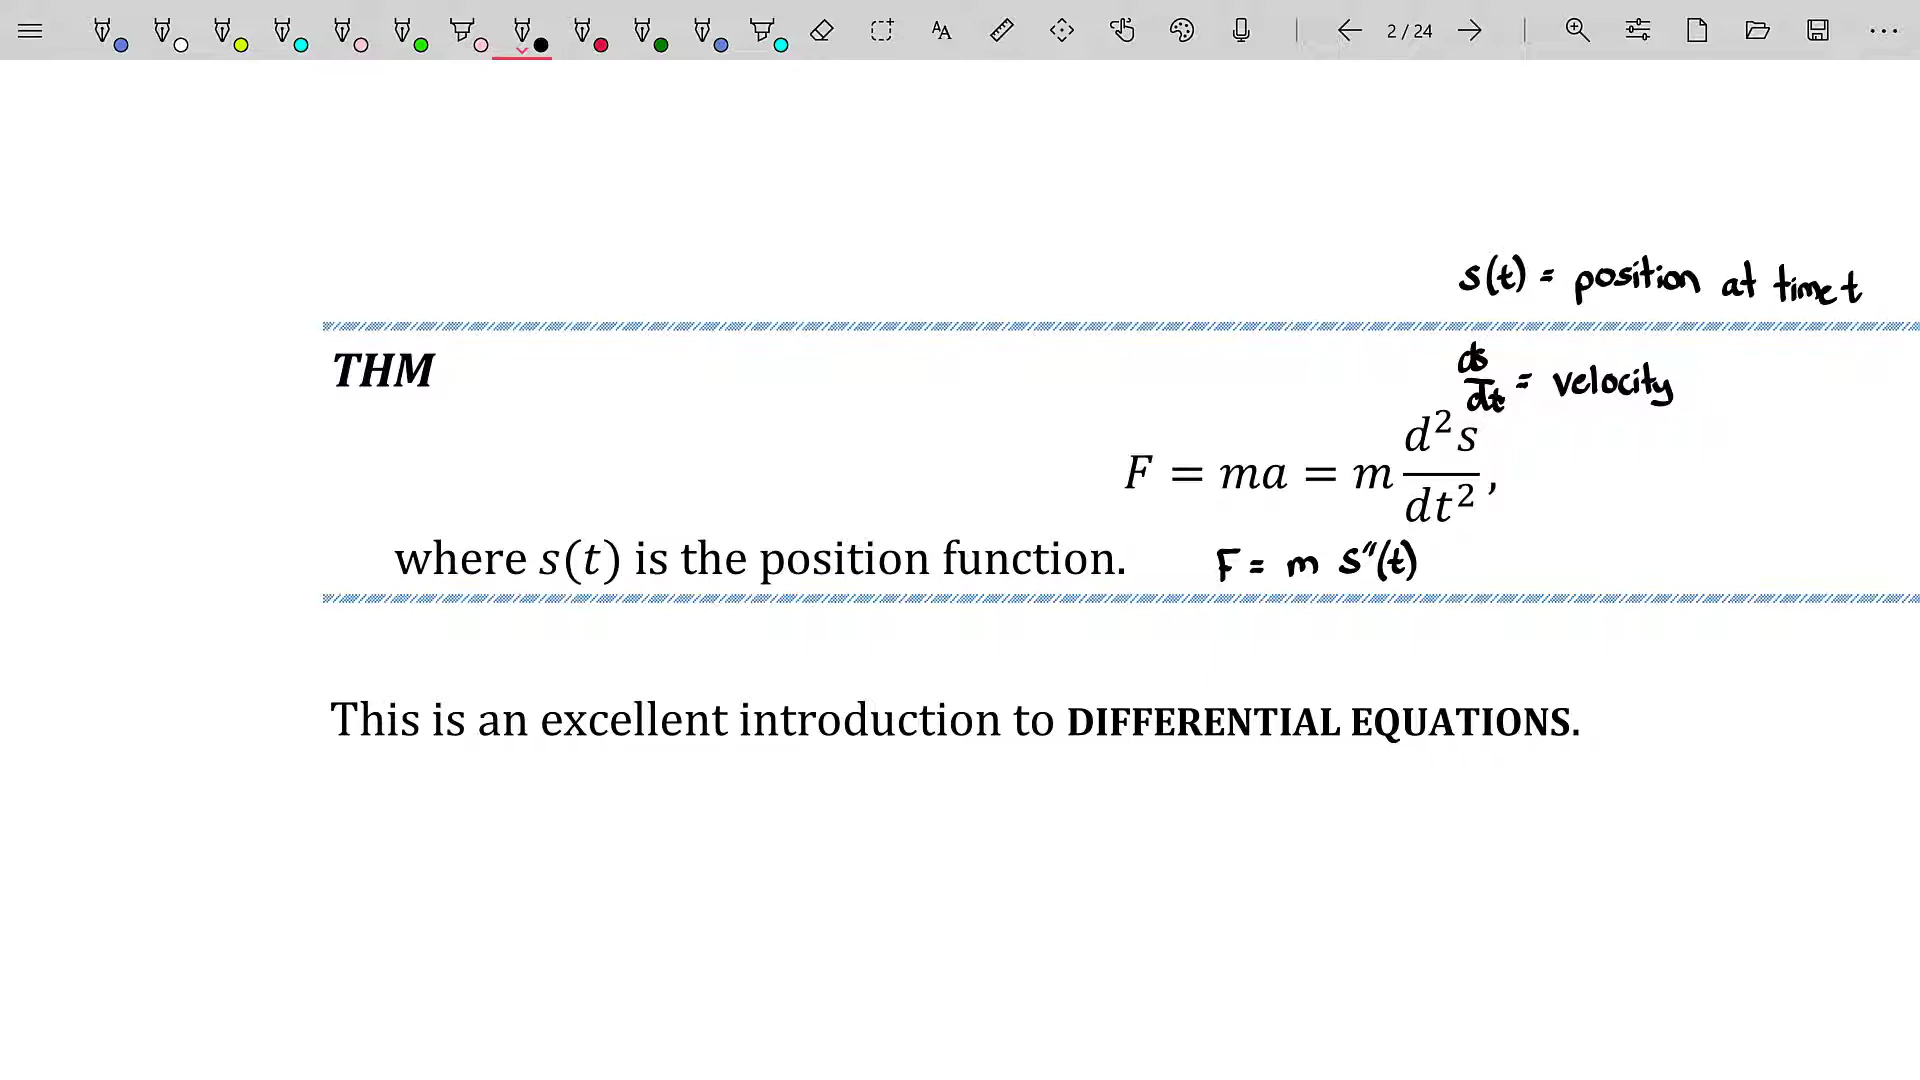 2 / 24
s(t) = position at time t
THM
ds/dt = velocity
F = ma = m d²s/dt²,
where s(t) is the position function.
F = m s″(t)
This is an excellent introduction to DIFFERENTIAL EQUATIONS.